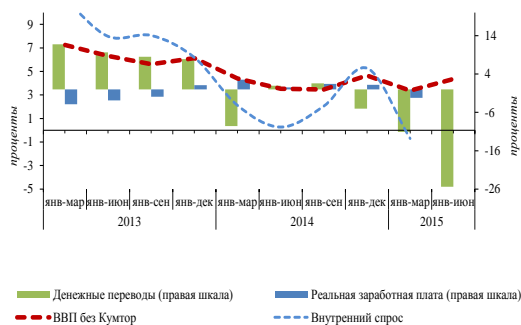 9
7
5
3
1
-1
-3
-5
проценты
14
4
-6
-16
-26
проценты
янв-мар янв-июн янв-сен янв-дек янв-мар янв-июн янв-сен янв-дек янв-мар янв-июн
2013 2014 2015
Денежные переводы (правая шкала) Реальная заработная плата (правая шкала)
ВВП без Кумтор Внутренний спрос